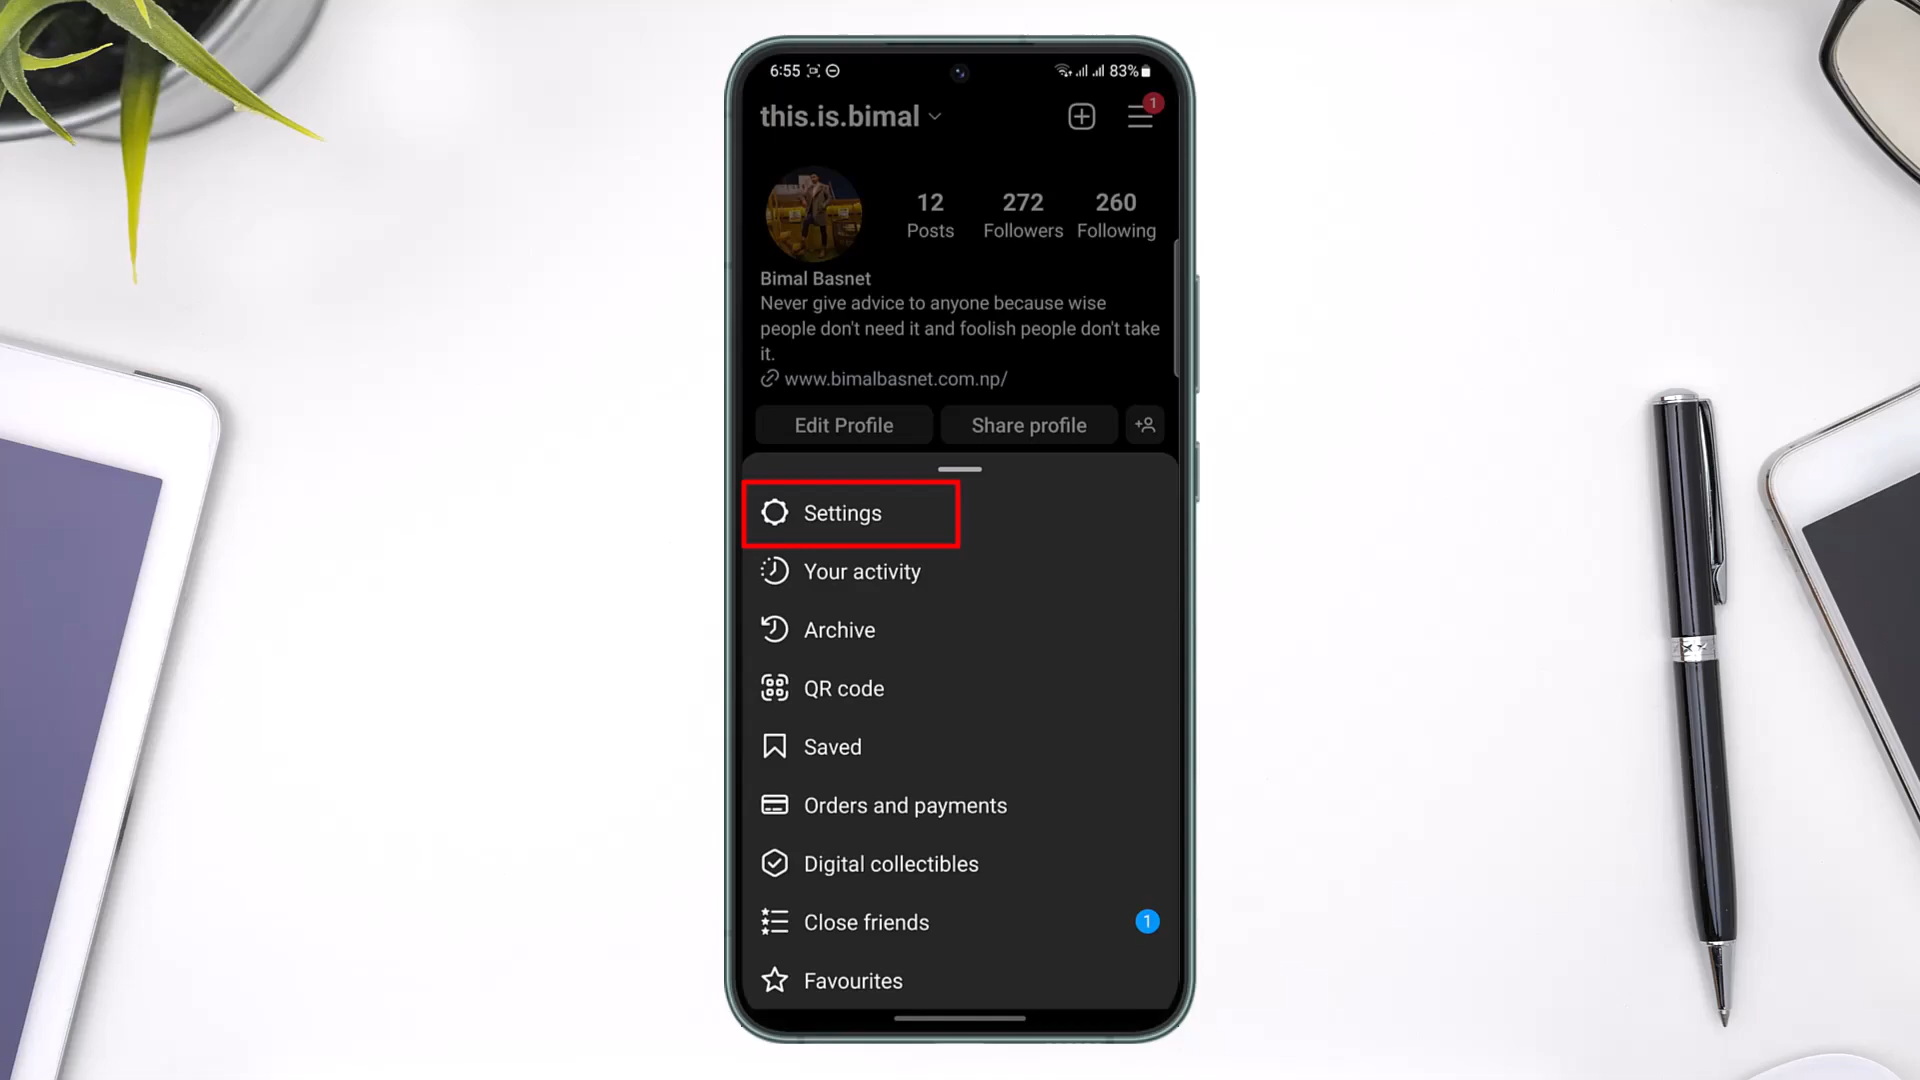 6:55 83%
this.is.bimal 1
12 272 260
Posts Followers Following
Bimal Basnet
Never give advice to anyone because wise
people don't need it and foolish people don't take
it.
www.bimalbasnet.com.np/
Edit Profile Share profile
Settings
Your activity
Archive
QR code
Saved
Orders and payments
Digital collectibles
Close friends 1
Favourites